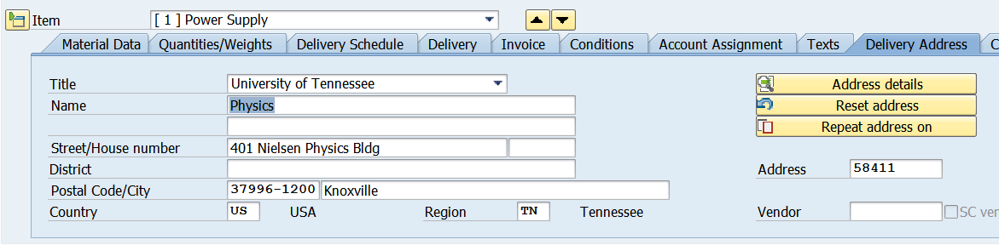 Item [ 1 ] Power Supply
Material Data Quantities/Weights Delivery Schedule Delivery Invoice Conditions Account Assignment Texts Delivery Address C
Title University of Tennessee Address details
Name Physics Reset address
Repeat address on
Street/House number 401 Nielsen Physics Bldg
District Address 58411
Postal Code/City 37996-1200 Knoxville
Country US USA Region TN Tennessee Vendor SC ven